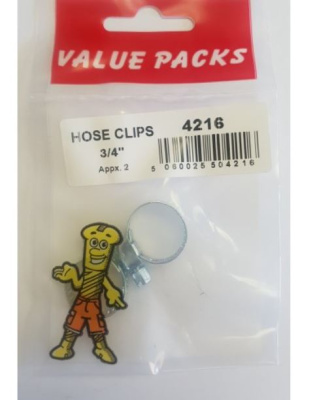 VALUE PACKS
HOSE CLIPS 4216
3/4"
Appx. 2
5 060025 504216